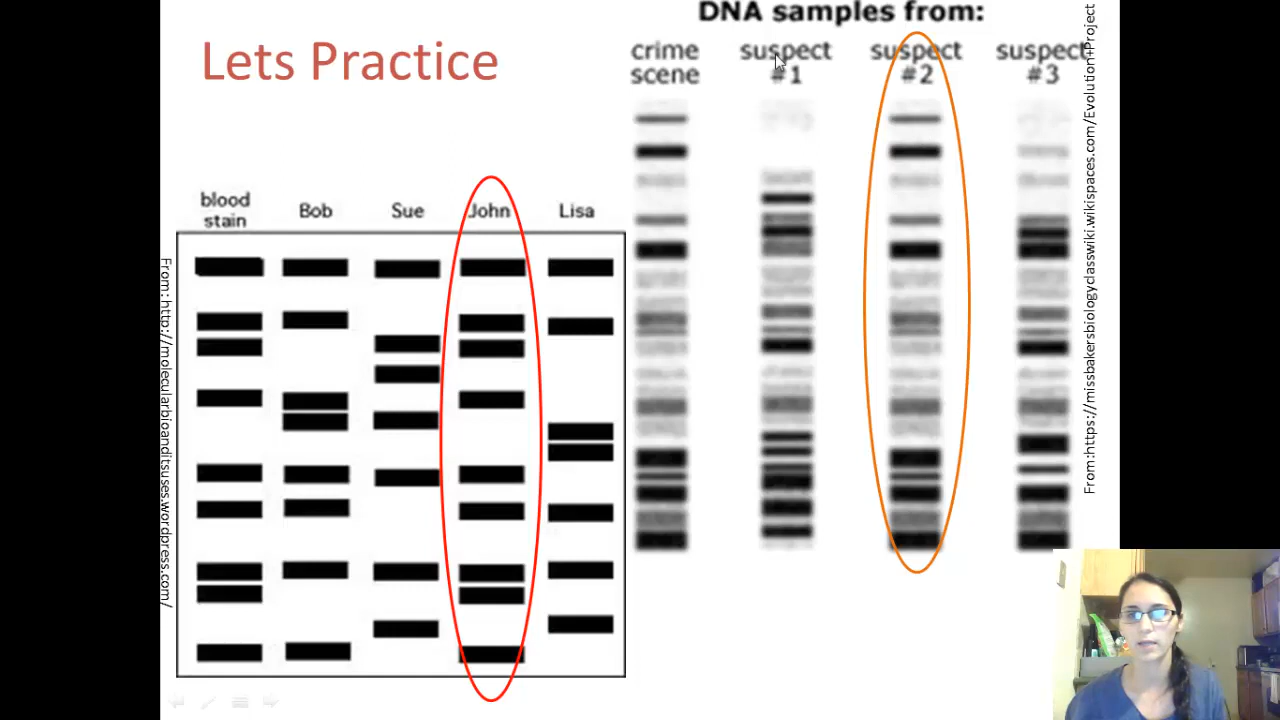 Lets Practice
DNA samples from:
crime
scene
suspect
#1
suspect
#2
suspect
#3
blood
stain
Bob
Sue
John
Lisa
From: http://molecularbioanditsuses.wordpress.com/
From:https://missbakersbiologyclasswiki.wikispaces.com/Evolution+Project